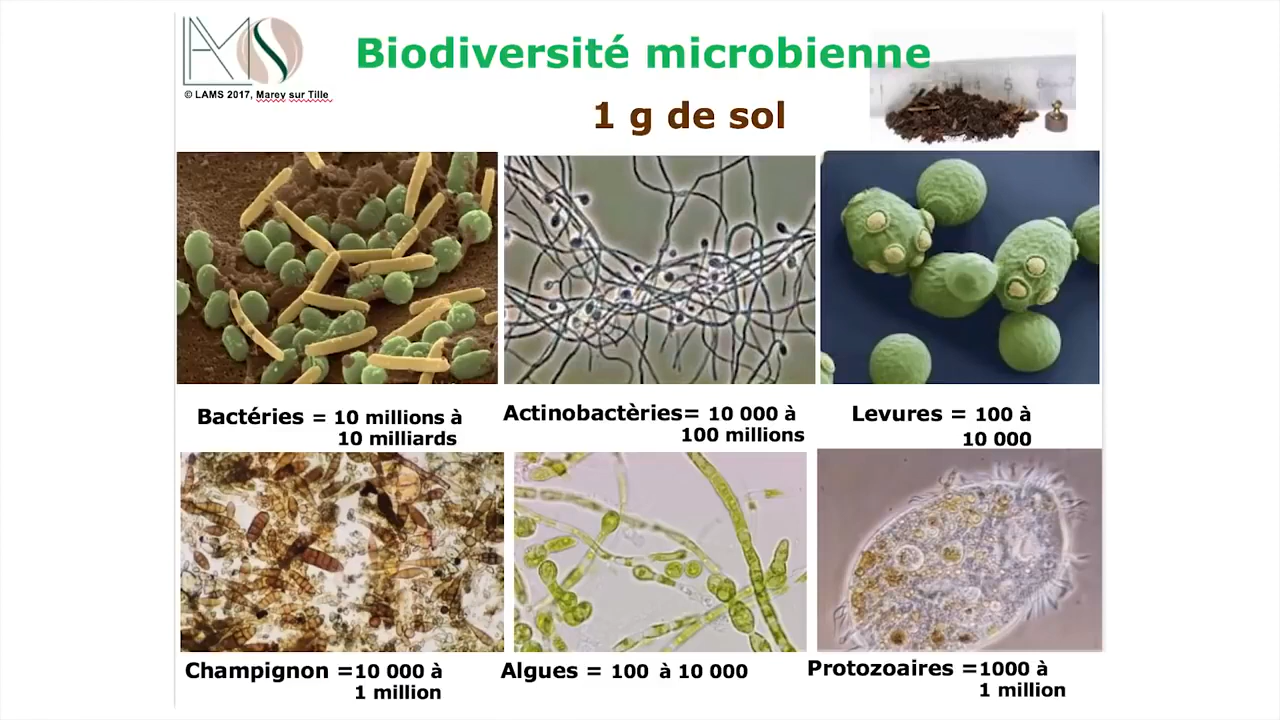 Biodiversité microbienne
© LAMS 2017, Marey sur Tille
1 g de sol
Bactéries = 10 millions à
10 milliards
Actinobactèries= 10 000 à
100 millions
Levures = 100 à
10 000
Champignon =10 000 à
1 million
Algues = 100 à 10 000
Protozoaires =1000 à
1 million